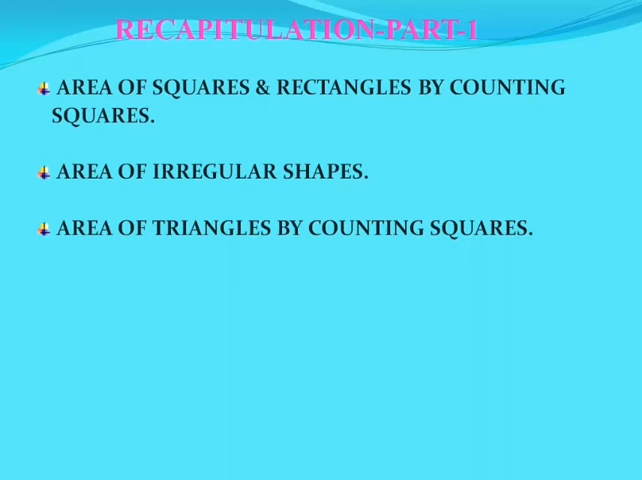 RECAPITULATION-PART-1
AREA OF SQUARES & RECTANGLES BY COUNTING
SQUARES.
AREA OF IRREGULAR SHAPES.
AREA OF TRIANGLES BY COUNTING SQUARES.